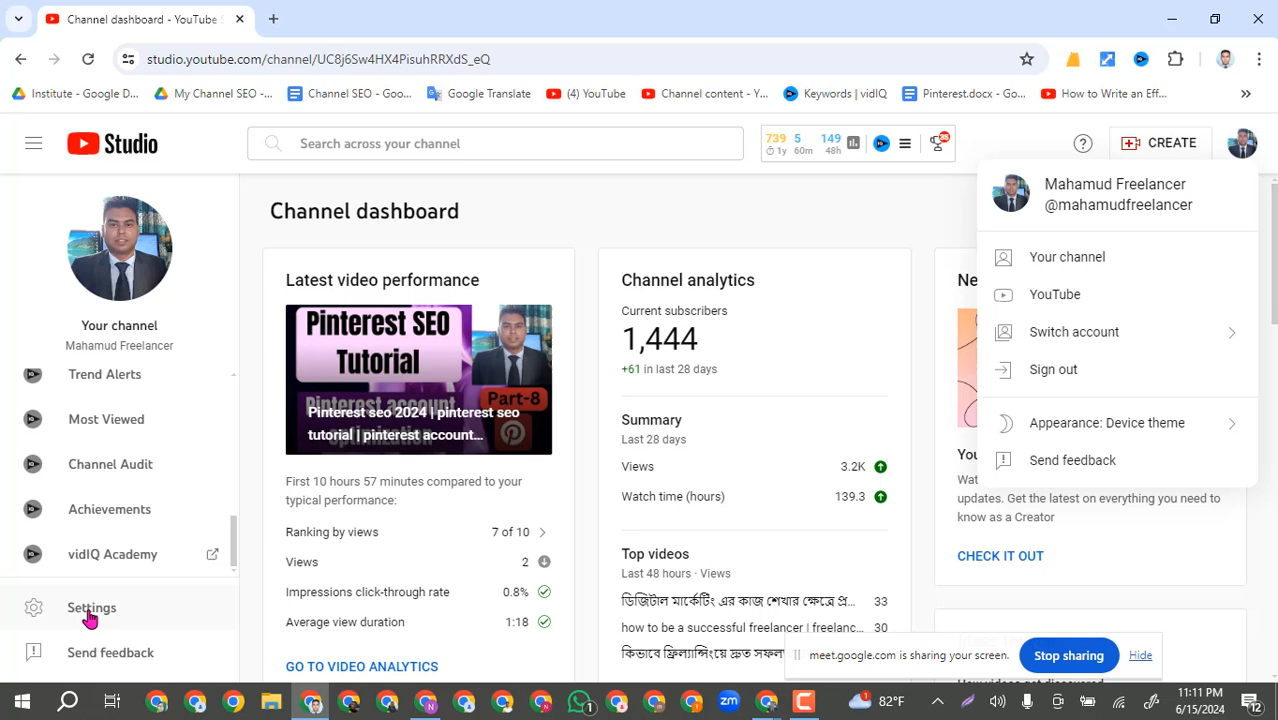 Channel dashboard - YouTube S
studio.youtube.com/channel/UC8j6Sw4HX4PisuhRPXdS_eQ
Institute - Google D...
My Channel SEO -...
Channel SEO - Goo...
Google Translate
(4) YouTube
Channel content - Y...
Keywords | vidIQ
Pinterest.docx - Go...
How to Write an Eff...
Studio
Search across your channel
739 5 149
1y 60m 48h
CREATE
Mahamud Freelancer
@mahamudfreelancer
Your channel
YouTube
Switch account
Sign out
Appearance: Device theme
Send feedback
Your channel
Mahamud Freelancer
Trend Alerts
Most Viewed
Channel Audit
Achievements
vidIQ Academy
Settings
Send feedback
Channel dashboard
Latest video performance
Pinterest SEO
Tutorial
Part-8
Pinterest account
optimization
Pinterest seo 2024 | pinterest seo
tutorial | pinterest account...
First 10 hours 57 minutes compared to your
typical performance:
Ranking by views 7 of 10
Views 2
Impressions click-through rate 0.8%
Average view duration 1:18
GO TO VIDEO ANALYTICS
Channel analytics
Current subscribers
1,444
+61 in last 28 days
Summary
Last 28 days
Views 3.2K
Watch time (hours) 139.3
Top videos
Last 48 hours · Views
ডিজিটাল মার্কেটিং এর কাজ শেখার ক্ষেত্রে প্র... 33
how to be a successful freelancer | freelanc... 30
কিভাবে ফ্রিল্যান্সিংয়ে দ্রুত সফল
Ne
You
Wat
updates. Get the latest on everything you need to
know as a Creator
CHECK IT OUT
meet.google.com is sharing your screen.
Stop sharing
Hide
82°F
11:11 PM
6/15/2024